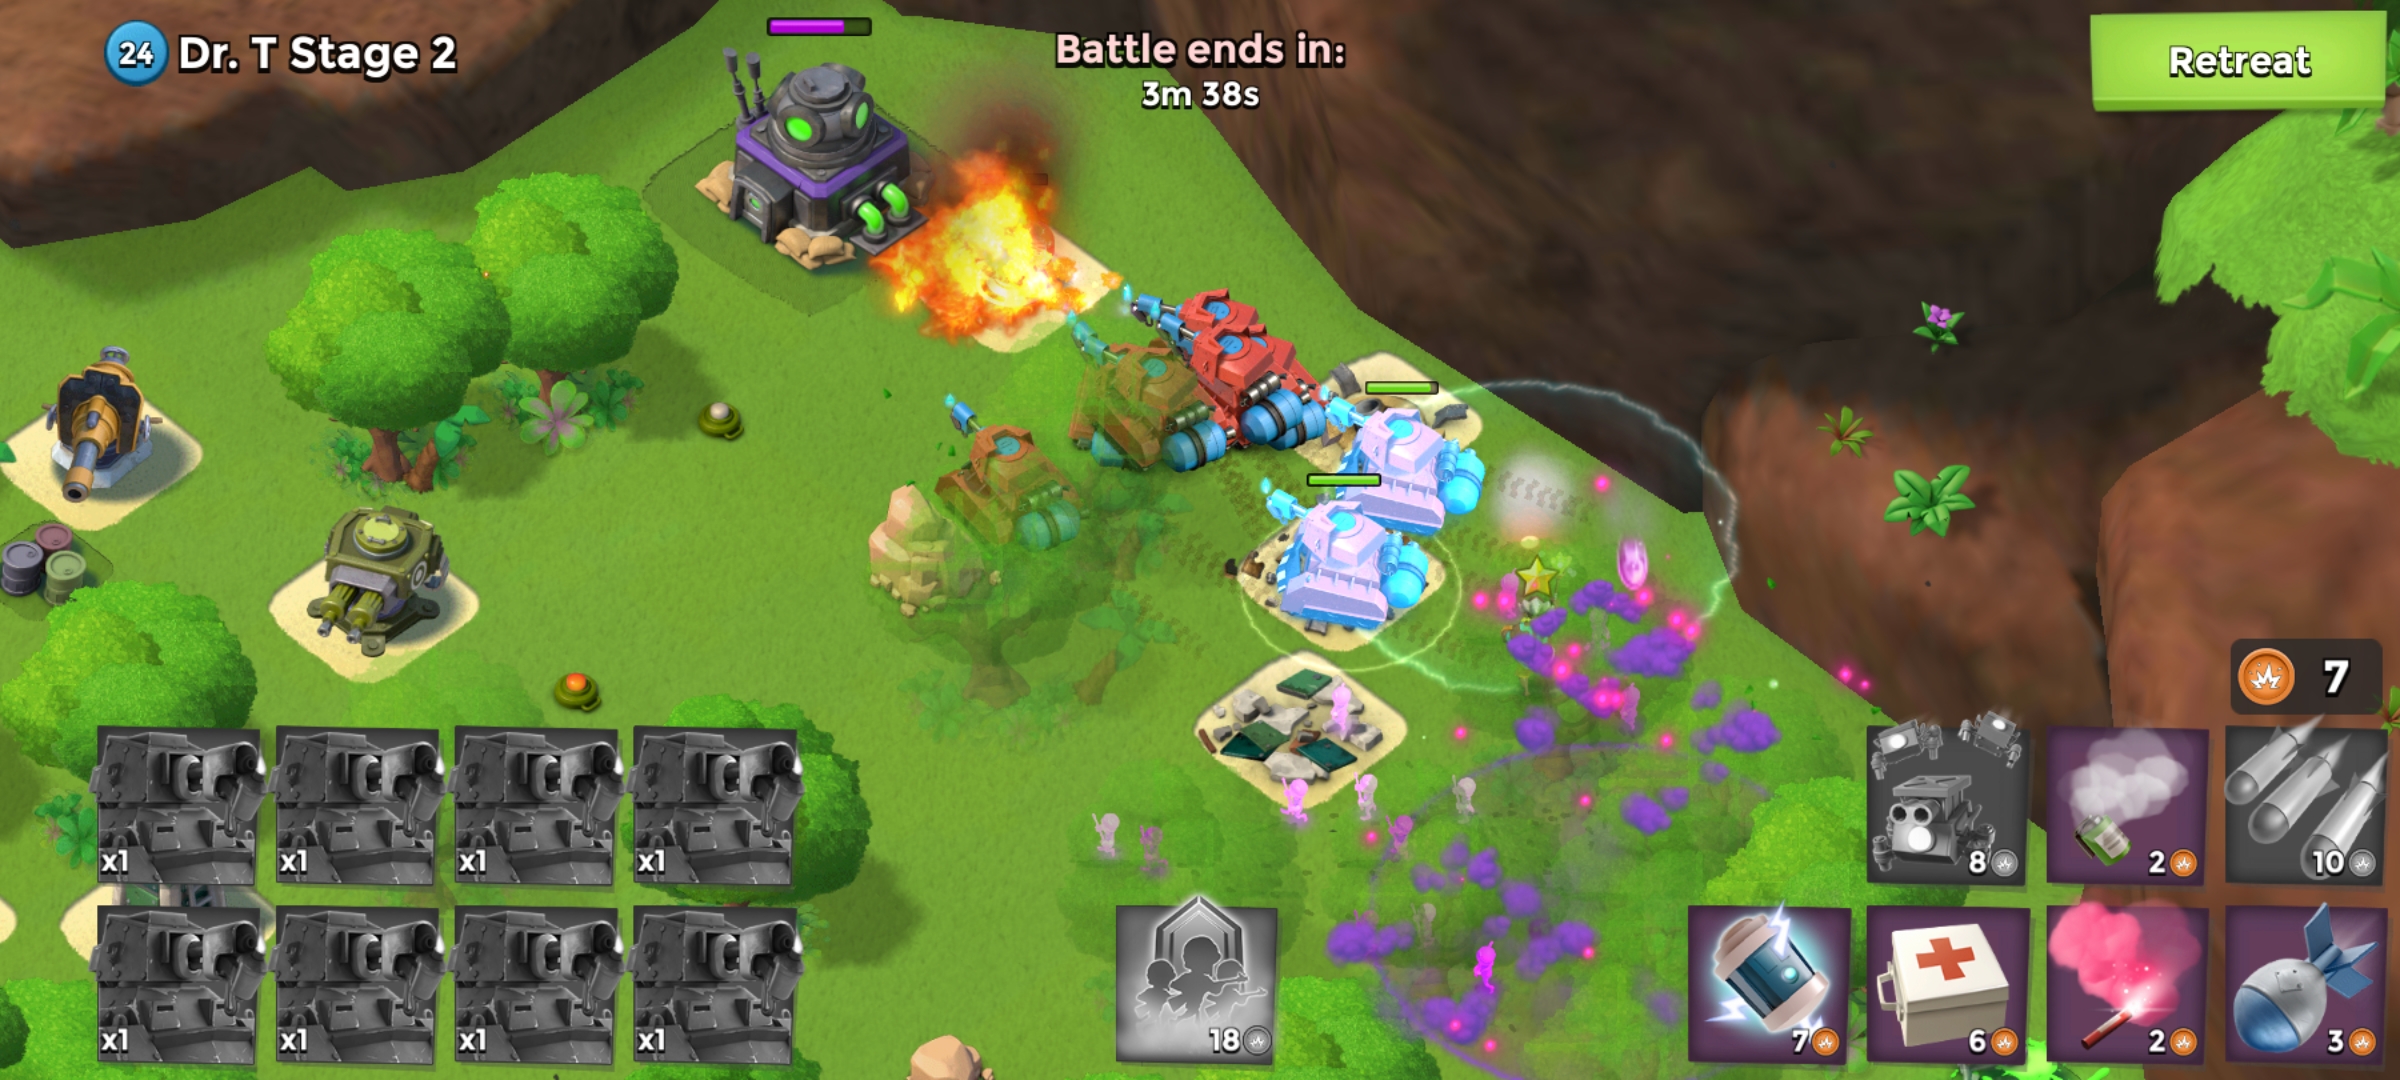 24 Dr. T Stage 2
Battle ends in:
3m 38s
Retreat
7
x1 x1 x1 x1
8 2 10
x1 x1 x1 x1
18 7 6 2 3